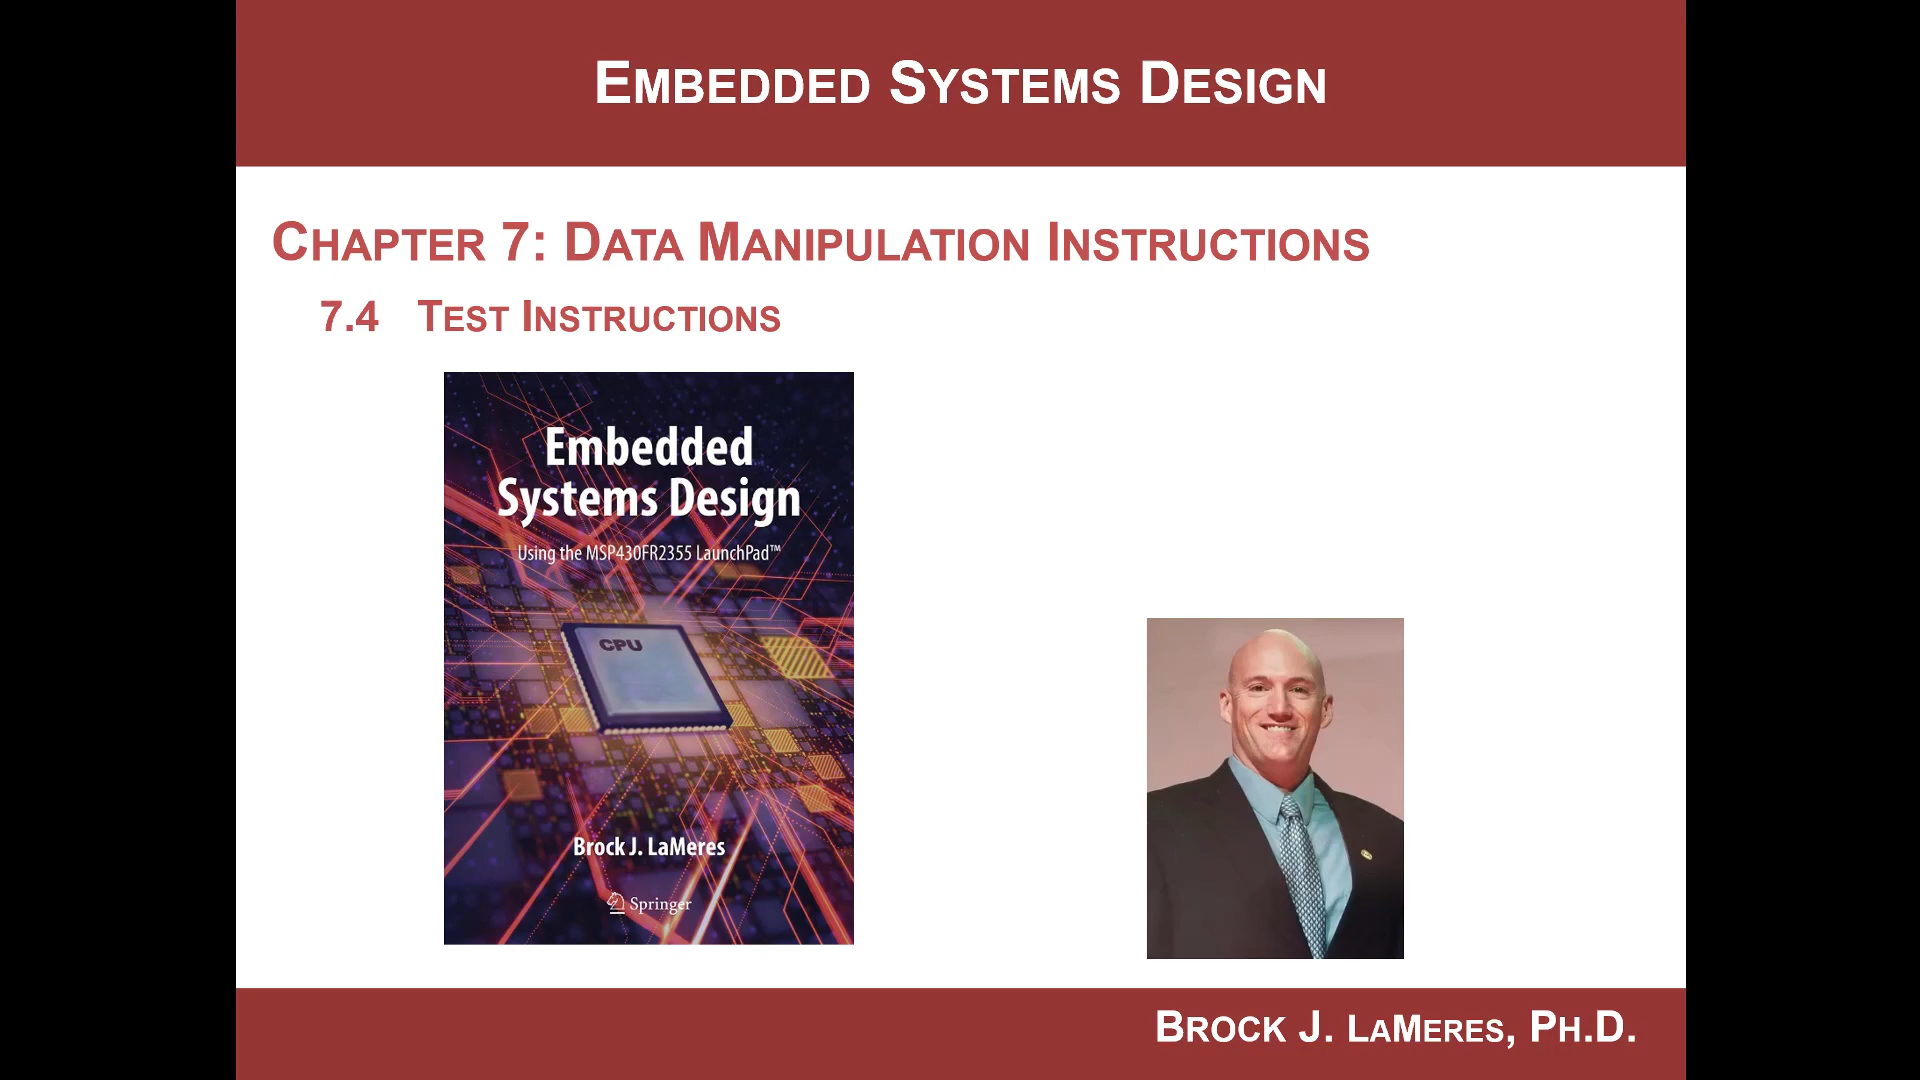 EMBEDDED SYSTEMS DESIGN
CHAPTER 7: DATA MANIPULATION INSTRUCTIONS
7.4 TEST INSTRUCTIONS
Embedded
Systems Design
Using the MSP430FR2355 LaunchPad™
CPU
Brock J. LaMeres
Springer
BROCK J. LAMERES, PH.D.